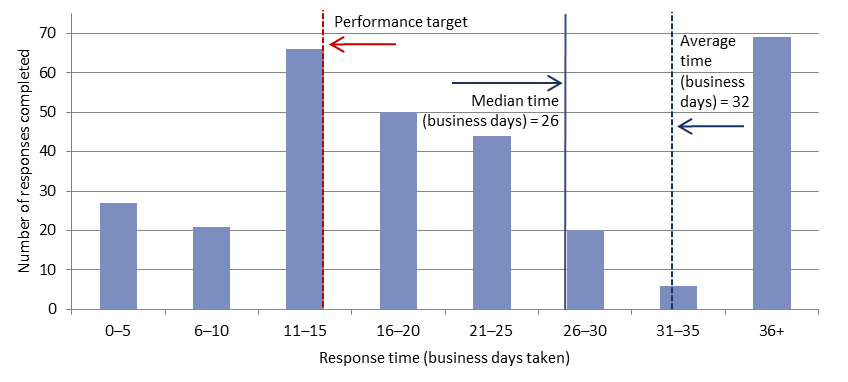 Performance target
Average
time
(business
days) = 32
Median time
(business days) = 26
Number of responses completed
70
60
50
40
30
20
10
0
0–5
6–10
11–15
16–20
21–25
26–30
31–35
36+
Response time (business days taken)